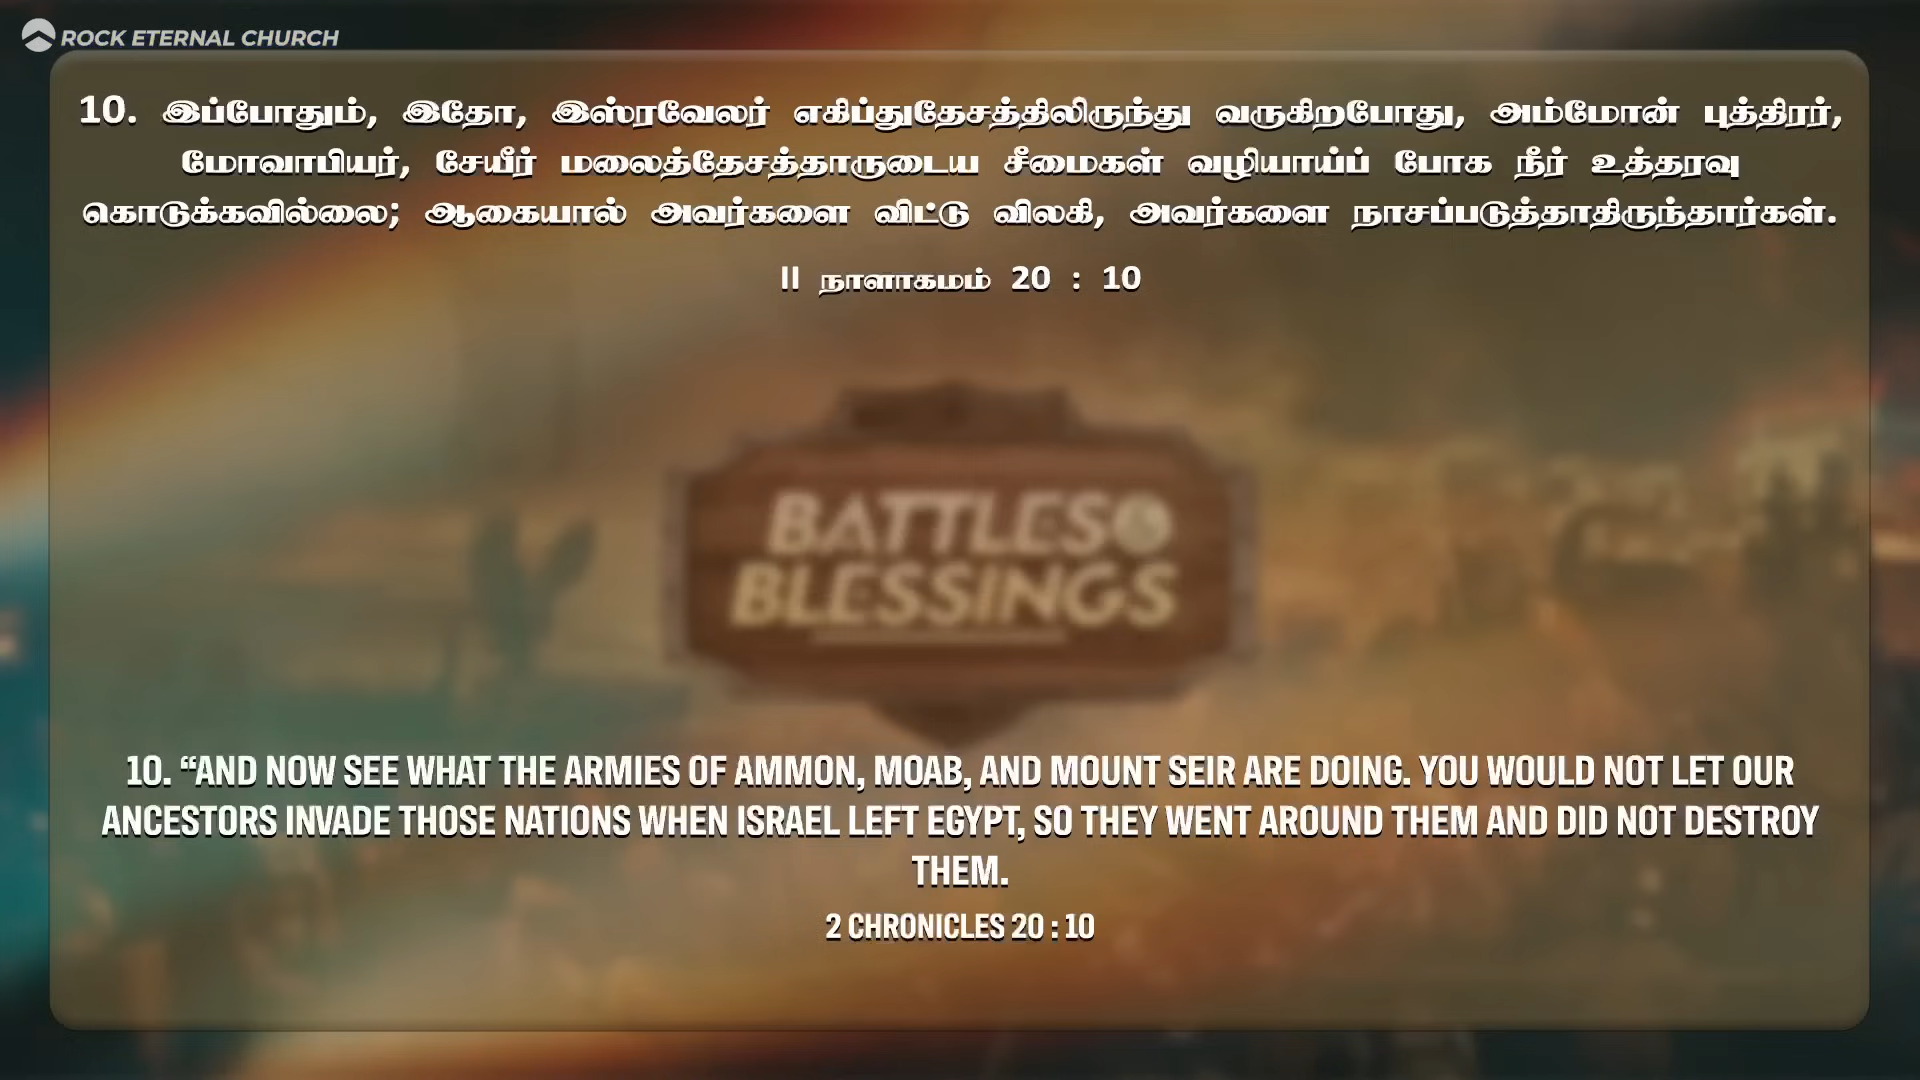 ROCK ETERNAL CHURCH
10. இப்போதும், இதோ, இஸ்ரவேலர் எகிப்துதேசத்திலிருந்து வருகிறபோது, அம்மோன் புத்திரர்,
மோவாபியர், சேயீர் மலைத்தேசத்தாருடைய சீமைகள் வழியாய்ப் போக நீர் உத்தரவு
கொடுக்கவில்லை; ஆகையால் அவர்களை விட்டு விலகி, அவர்களை நாசப்படுத்தாதிருந்தார்கள்.
II நாளாகமம் 20 : 10
BATTLES
BLESSINGS
10. “AND NOW SEE WHAT THE ARMIES OF AMMON, MOAB, AND MOUNT SEIR ARE DOING. YOU WOULD NOT LET OUR
ANCESTORS INVADE THOSE NATIONS WHEN ISRAEL LEFT EGYPT, SO THEY WENT AROUND THEM AND DID NOT DESTROY
THEM.
2 CHRONICLES 20 : 10